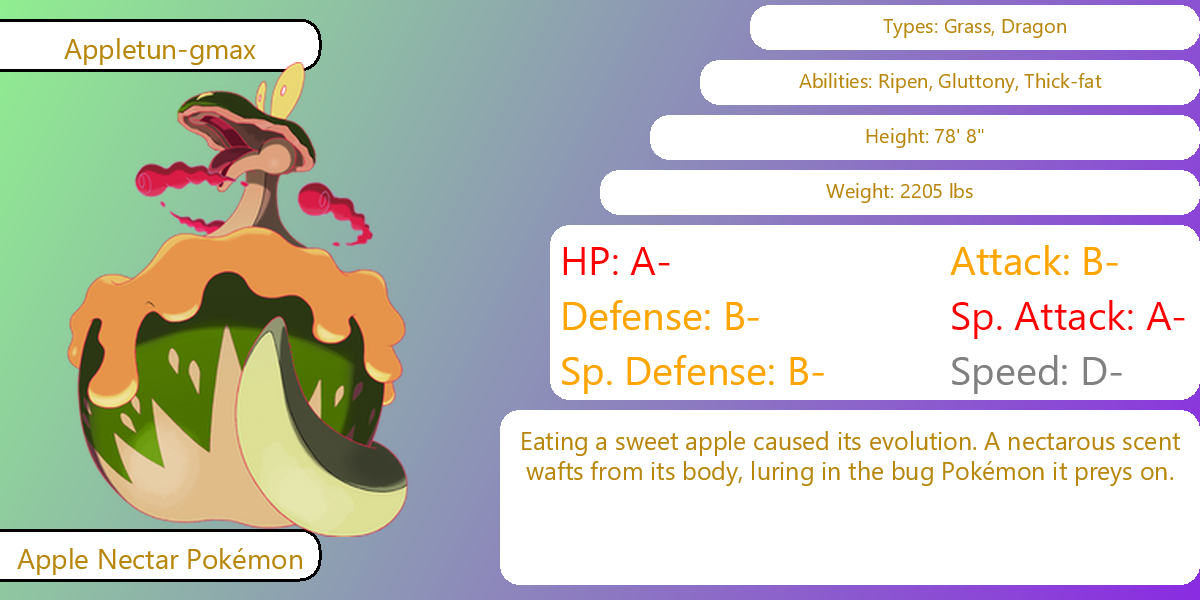 Appletun-gmax
Types: Grass, Dragon
Abilities: Ripen, Gluttony, Thick-fat
Height: 78' 8"
Weight: 2205 lbs
HP: A-
Attack: B-
Defense: B-
Sp. Attack: A-
Sp. Defense: B-
Speed: D-
Eating a sweet apple caused its evolution. A nectarous scent
wafts from its body, luring in the bug Pokémon it preys on.
Apple Nectar Pokémon